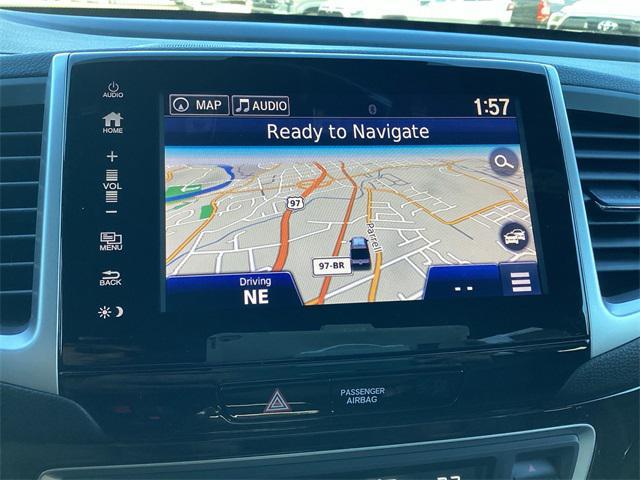 MAP
AUDIO
1:57
AUDIO
HOME
VOL
MENU
BACK
Ready to Navigate
97
Parrell
97-BR
Driving
NE
--
PASSENGER
AIRBAG